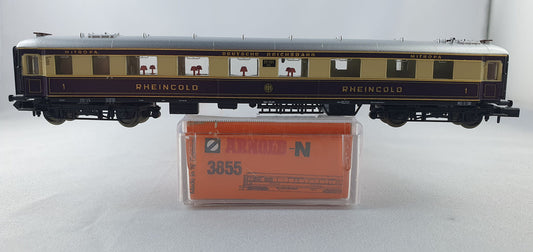 MITROPA DEUTSCHE REICHSBAHN MITROPA
1 RHEINGOLD RHEINGOLD 1
ARNOLD-N
3855